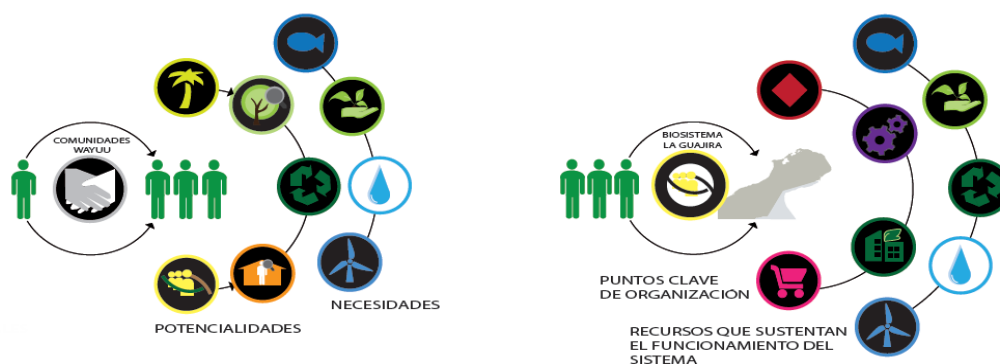 COMUNIDADES
WAYUU
POTENCIALIDADES
NECESIDADES
BIOSISTEMA
LA GUAJIRA
PUNTOS CLAVE
DE ORGANIZACIÓN
RECURSOS QUE SUSTENTAN
EL FUNCIONAMIENTO DEL
SISTEMA